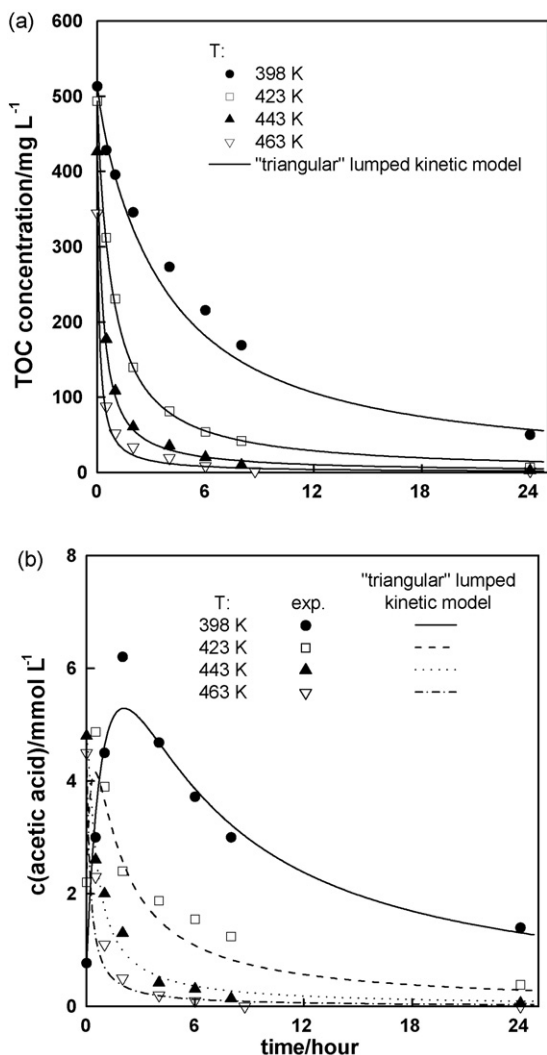 (a)
600
500
400
300
200
100
0
TOC concentration/mg L⁻¹
T:
398 K
423 K
443 K
463 K
"triangular" lumped kinetic model
0 6 12 18 24
(b)
8
6
4
2
0
c(acetic acid)/mmol L⁻¹
"triangular" lumped
T: exp. kinetic model
398 K
423 K
443 K
463 K
0 6 12 18 24
time/hour